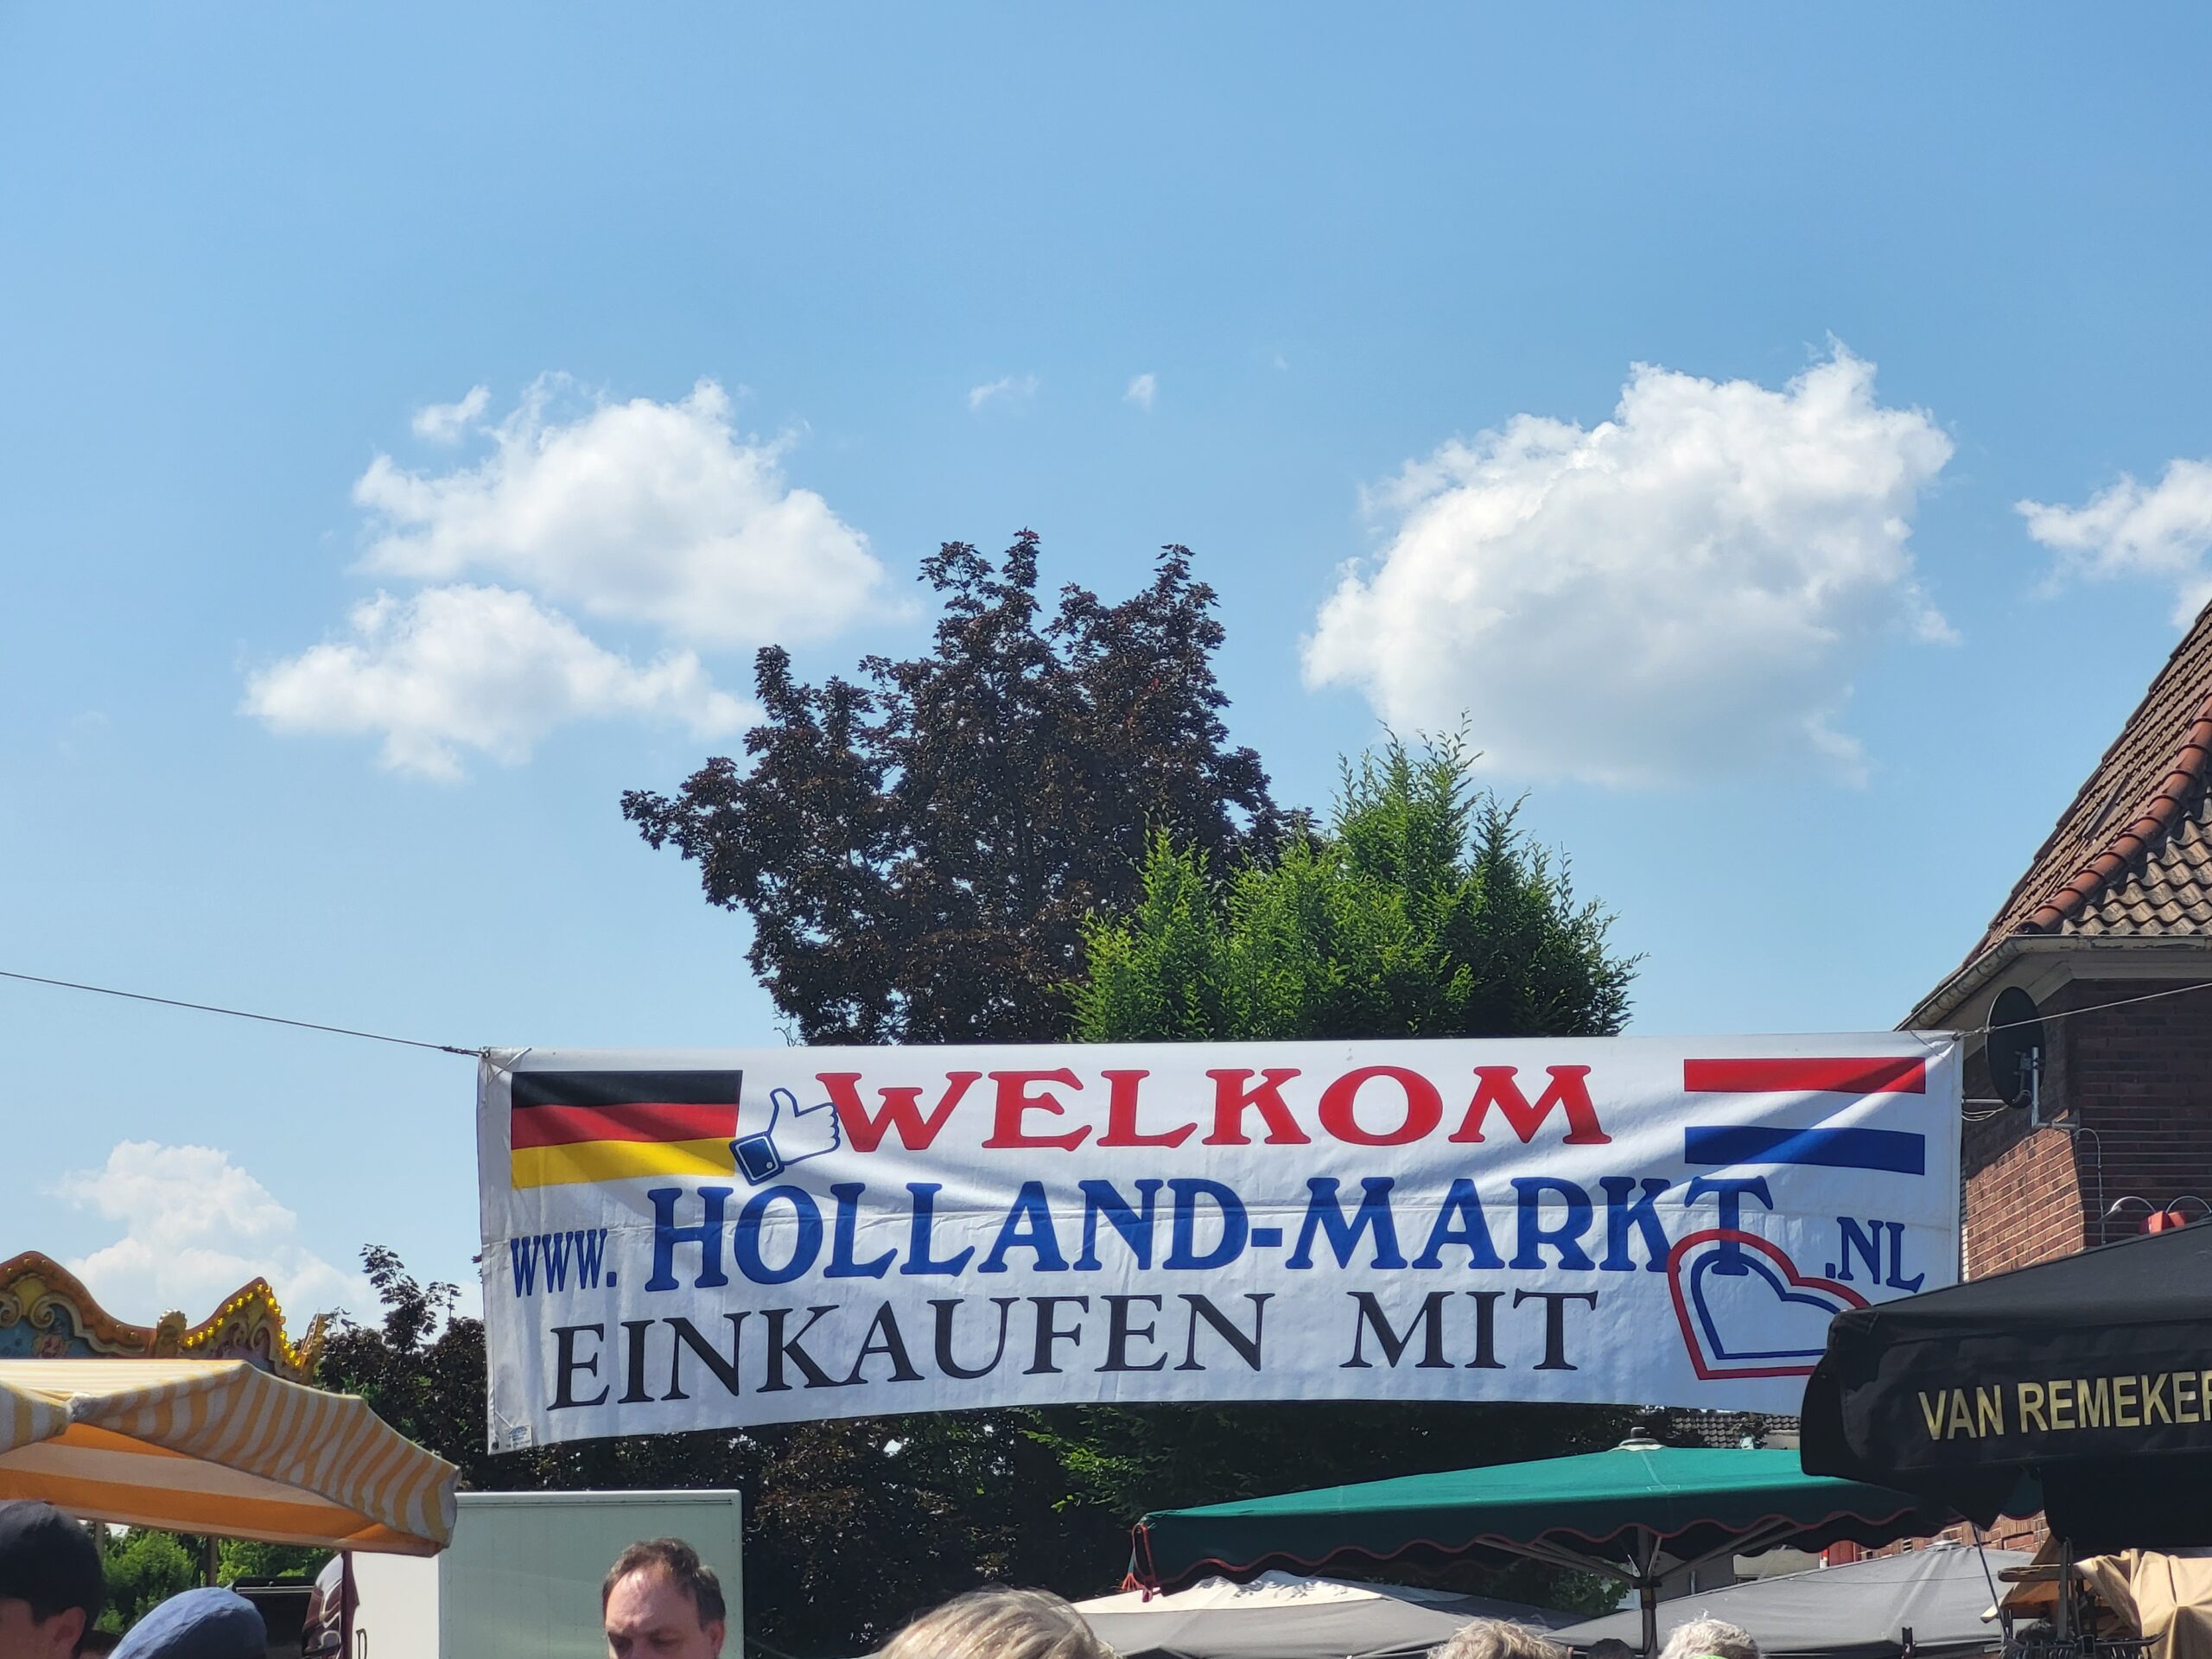 WELKOM
www.HOLLAND-MARKT.NL
EINKAUFEN MIT
VAN REMEKER